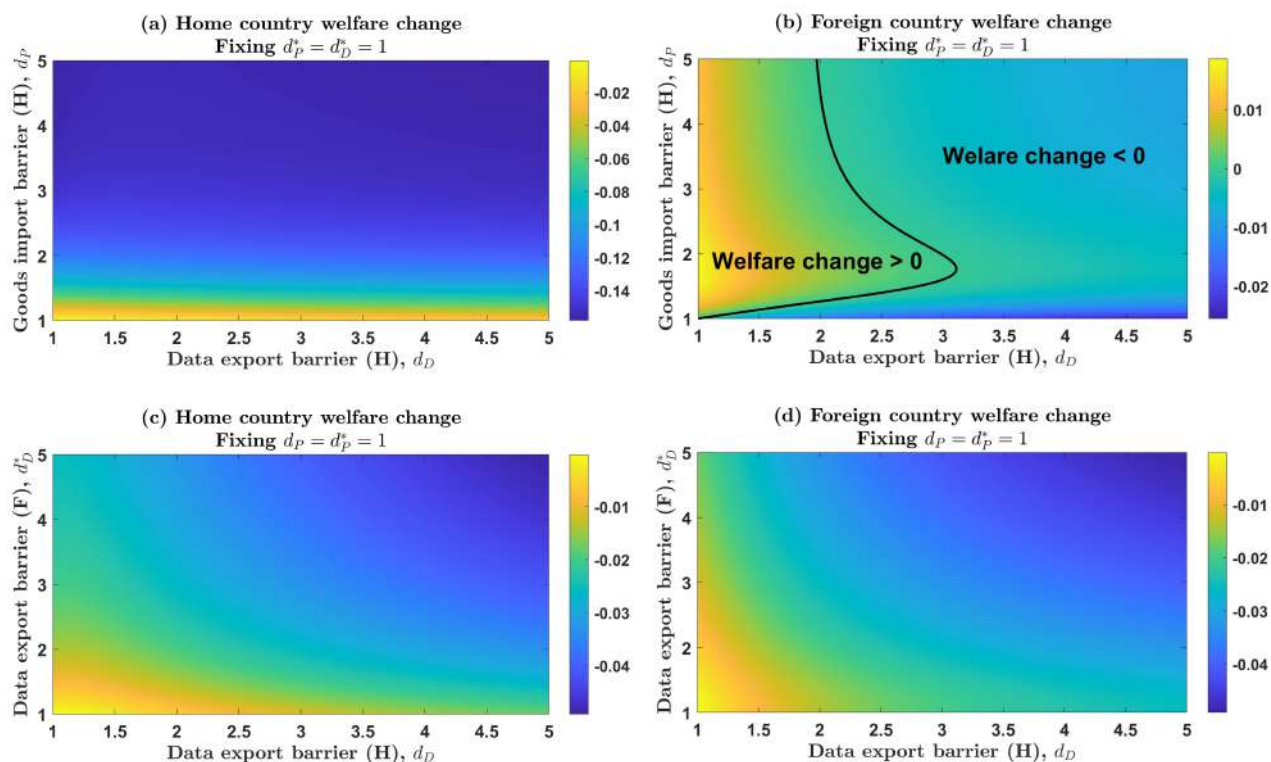 (a) Home country welfare change
Fixing d*_P = d*_D = 1
Goods import barrier (H), d_P
5
4
3
2
1
1 1.5 2 2.5 3 3.5 4 4.5 5
Data export barrier (H), d_D
-0.02
-0.04
-0.06
-0.08
-0.1
-0.12
-0.14
(b) Foreign country welfare change
Fixing d*_P = d*_D = 1
Goods import barrier (H), d_P
5
4
3
2
1
Welare change < 0
Welfare change > 0
1 1.5 2 2.5 3 3.5 4 4.5 5
Data export barrier (H), d_D
0.01
0
-0.01
-0.02
(c) Home country welfare change
Fixing d_P = d*_P = 1
Data export barrier (F), d*_D
5
4
3
2
1
1 1.5 2 2.5 3 3.5 4 4.5 5
Data export barrier (H), d_D
-0.01
-0.02
-0.03
-0.04
(d) Foreign country welfare change
Fixing d_P = d*_P = 1
Data export barrier (F), d*_D
5
4
3
2
1
1 1.5 2 2.5 3 3.5 4 4.5 5
Data export barrier (H), d_D
-0.01
-0.02
-0.03
-0.04